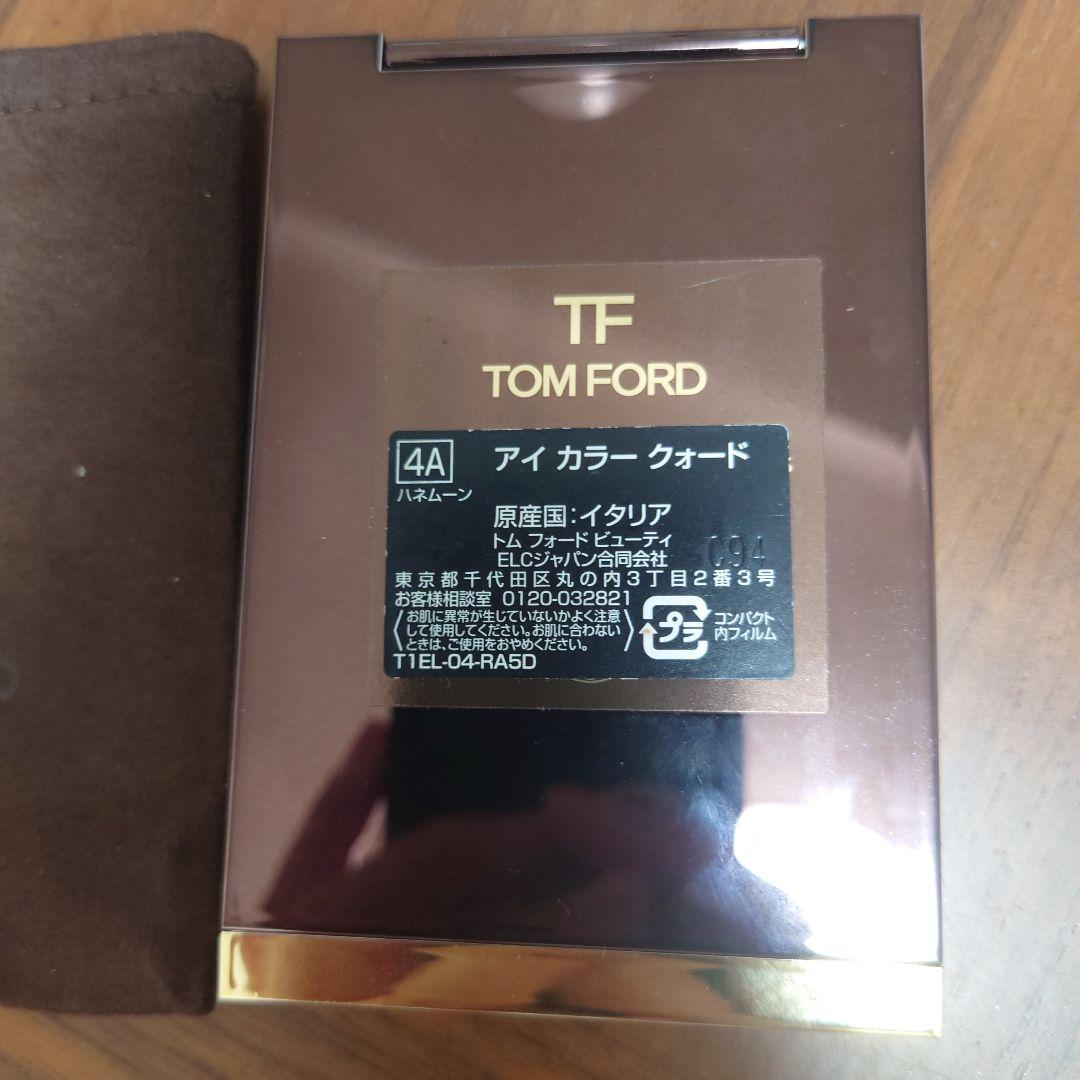 TF
TOM FORD
4A アイ カラー クォード
ハネムーン
原産国:イタリア
トム フォード ビューティ
ELCジャパン合同会社 C94
東京都千代田区丸の内3丁目2番3号
お客様相談室 0120-032821
〈お肌に異常が生じていないかよく注意
して使用してください。お肌に合わない
ときは、ご使用をおやめください。〉
プラ コンパクト
内フィルム
T1EL-04-RA5D